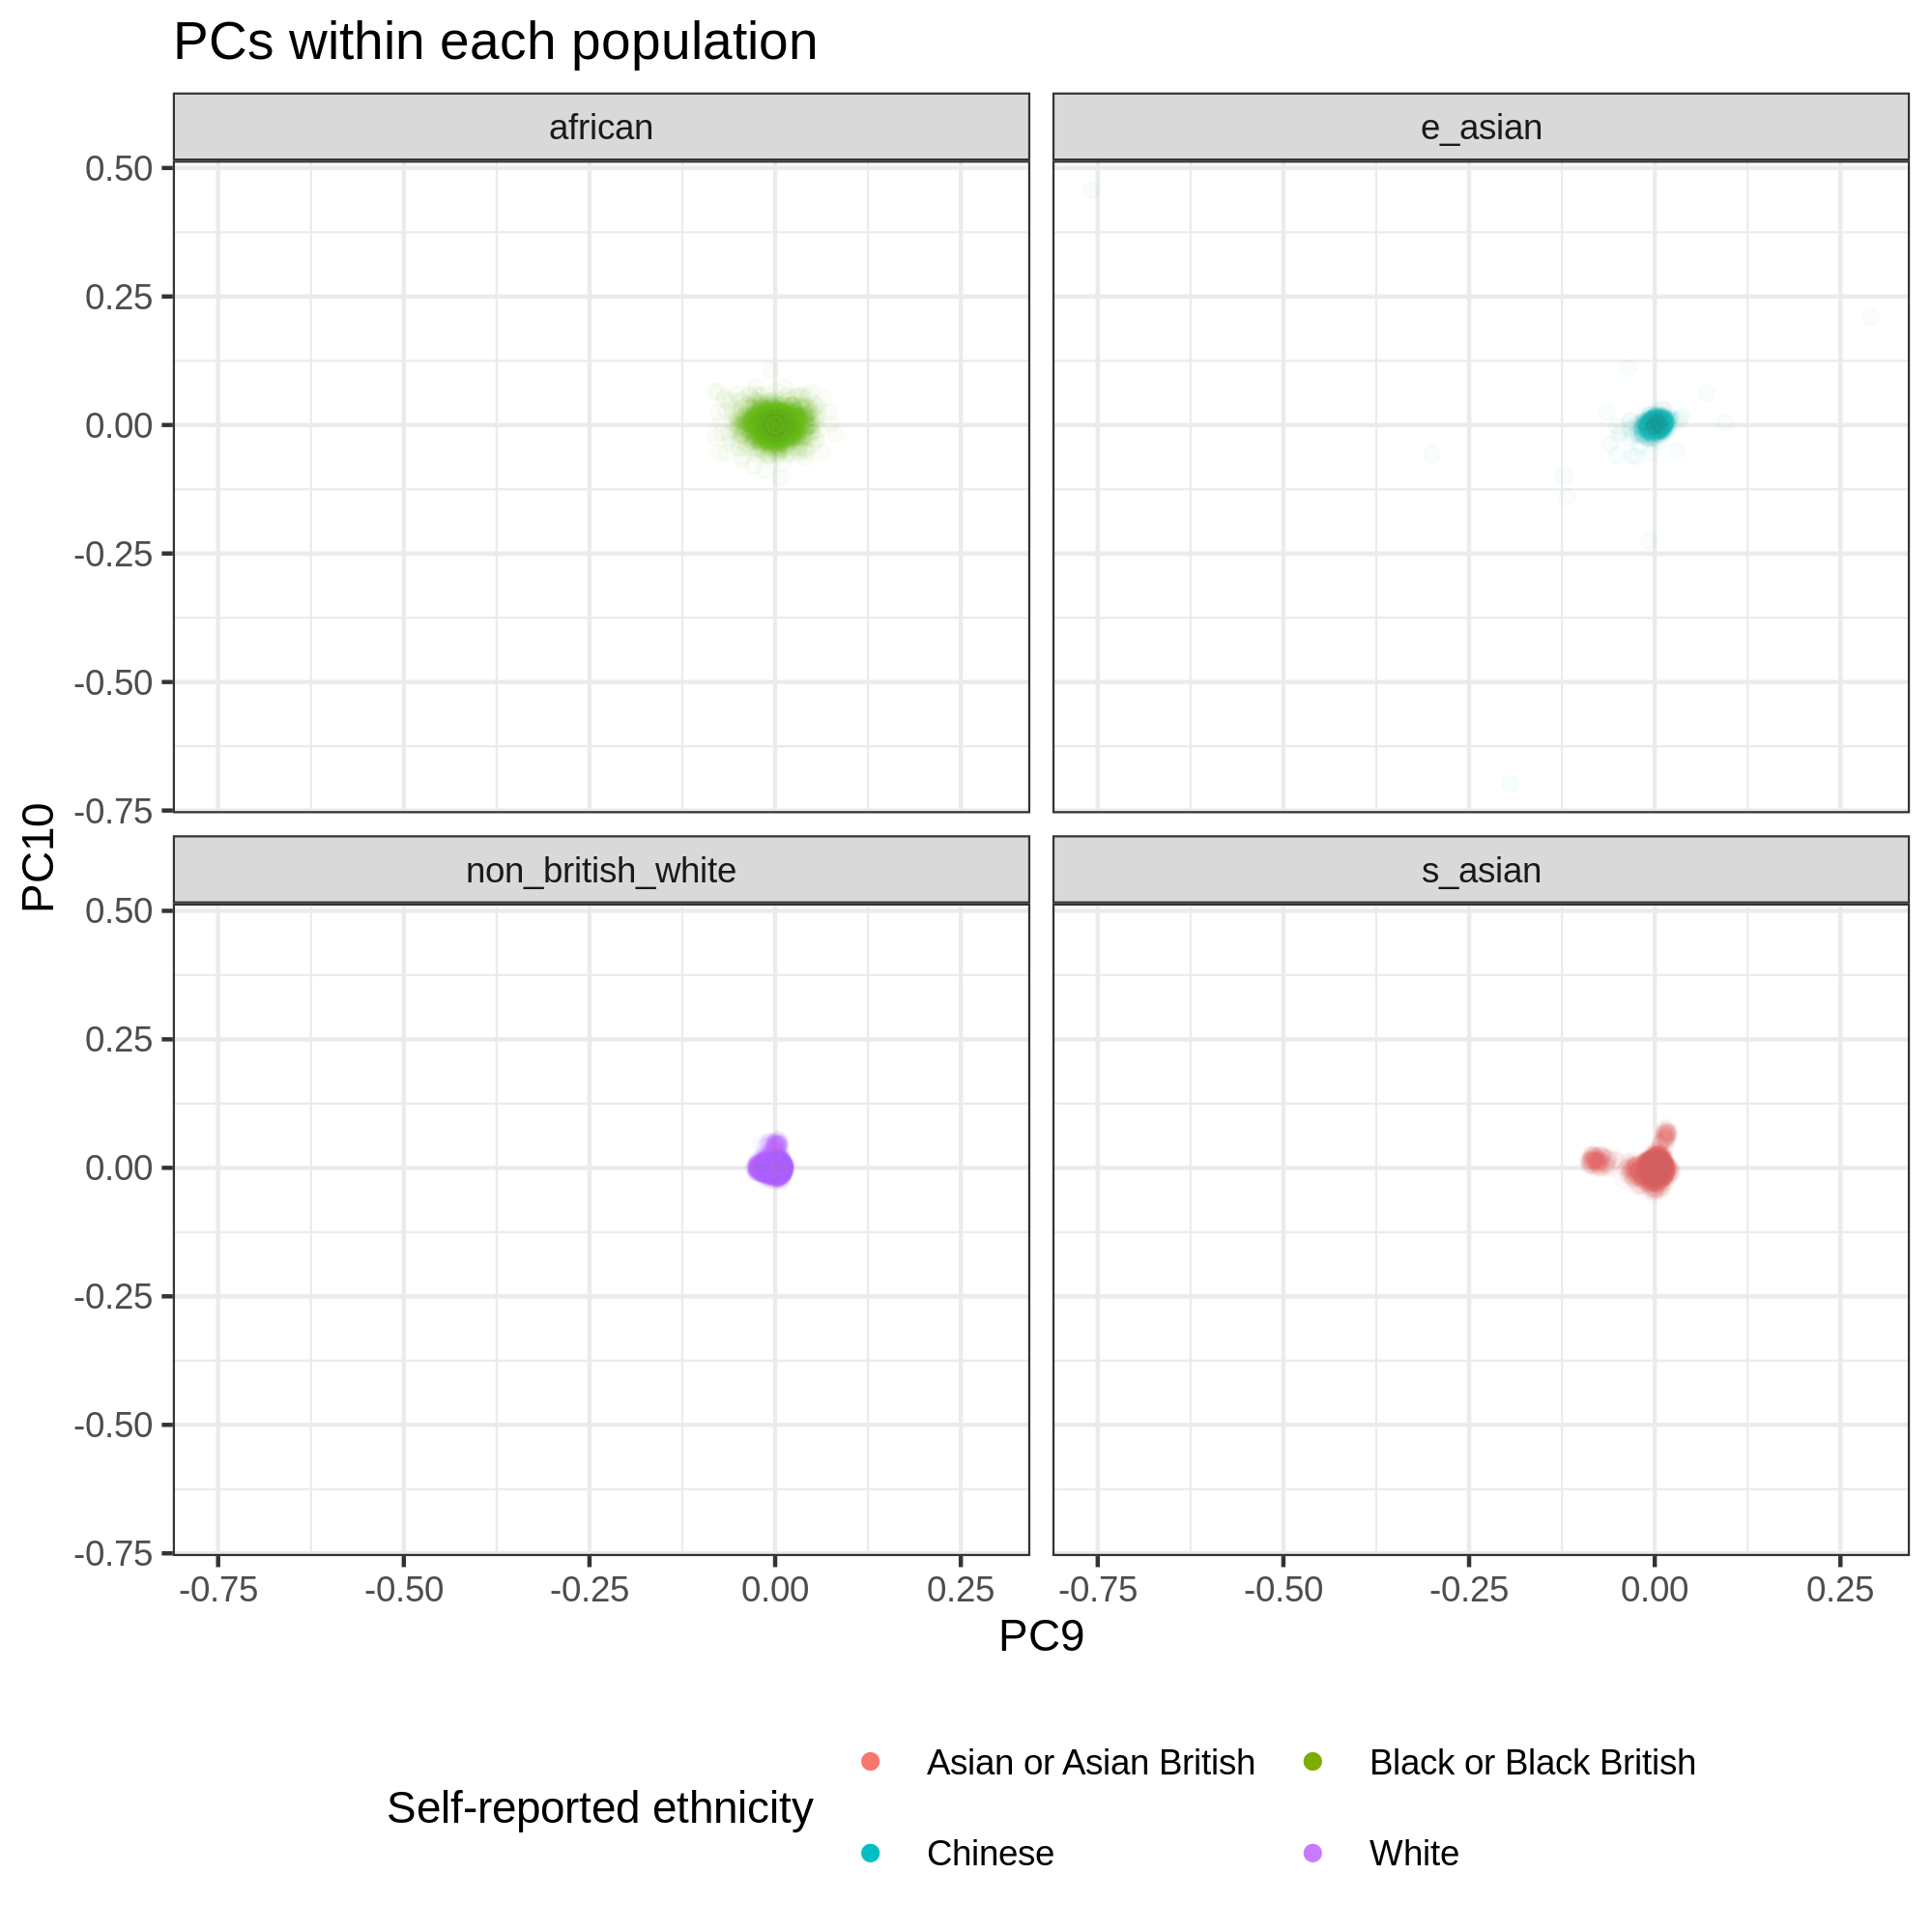 PCs within each population
african
e_asian
0.50
0.25
0.00
-0.25
-0.50
-0.75
non_british_white
s_asian
0.50
0.25
0.00
-0.25
-0.50
-0.75
PC10
-0.75 -0.50 -0.25 0.00 0.25 -0.75 -0.50 -0.25 0.00 0.25
PC9
Self-reported ethnicity
Asian or Asian British
Black or Black British
Chinese
White